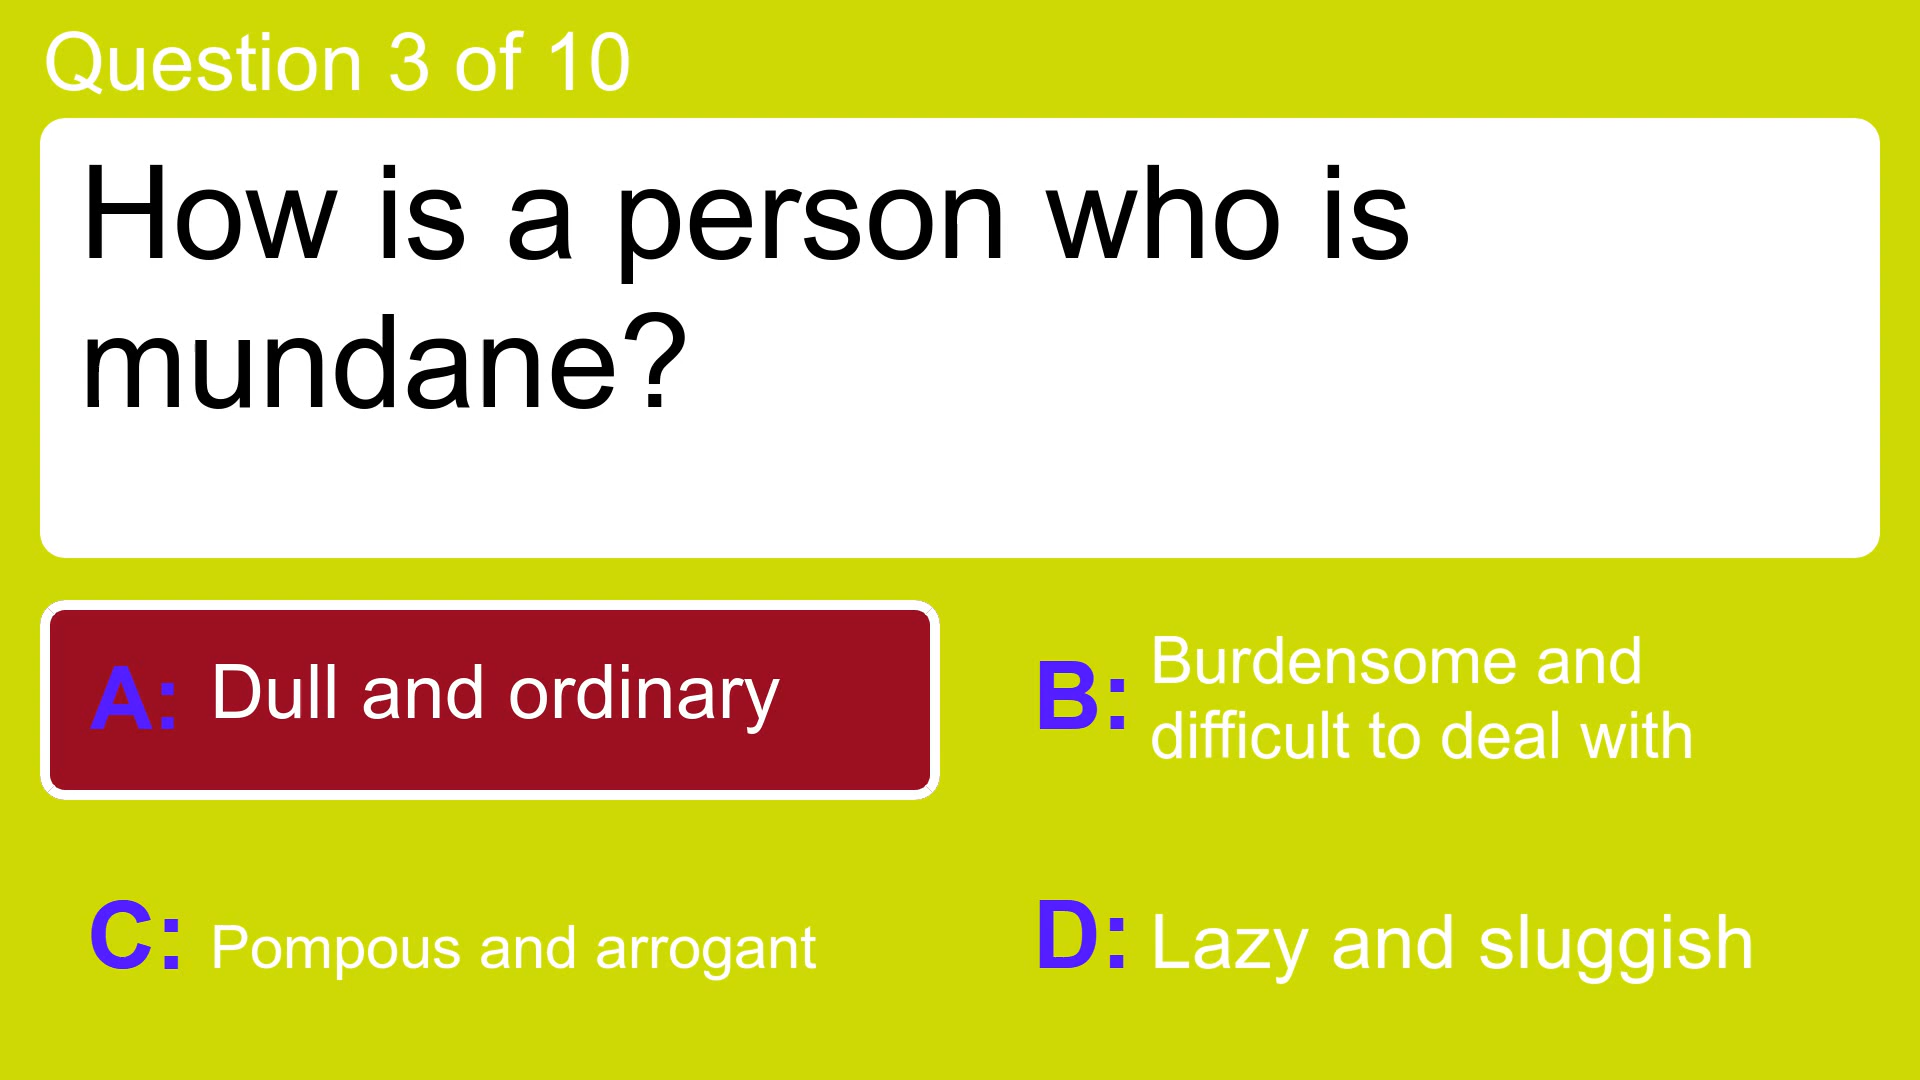 Question 3 of 10
How is a person who is
mundane?
A: Dull and ordinary
B: Burdensome and
difficult to deal with
C: Pompous and arrogant
D: Lazy and sluggish